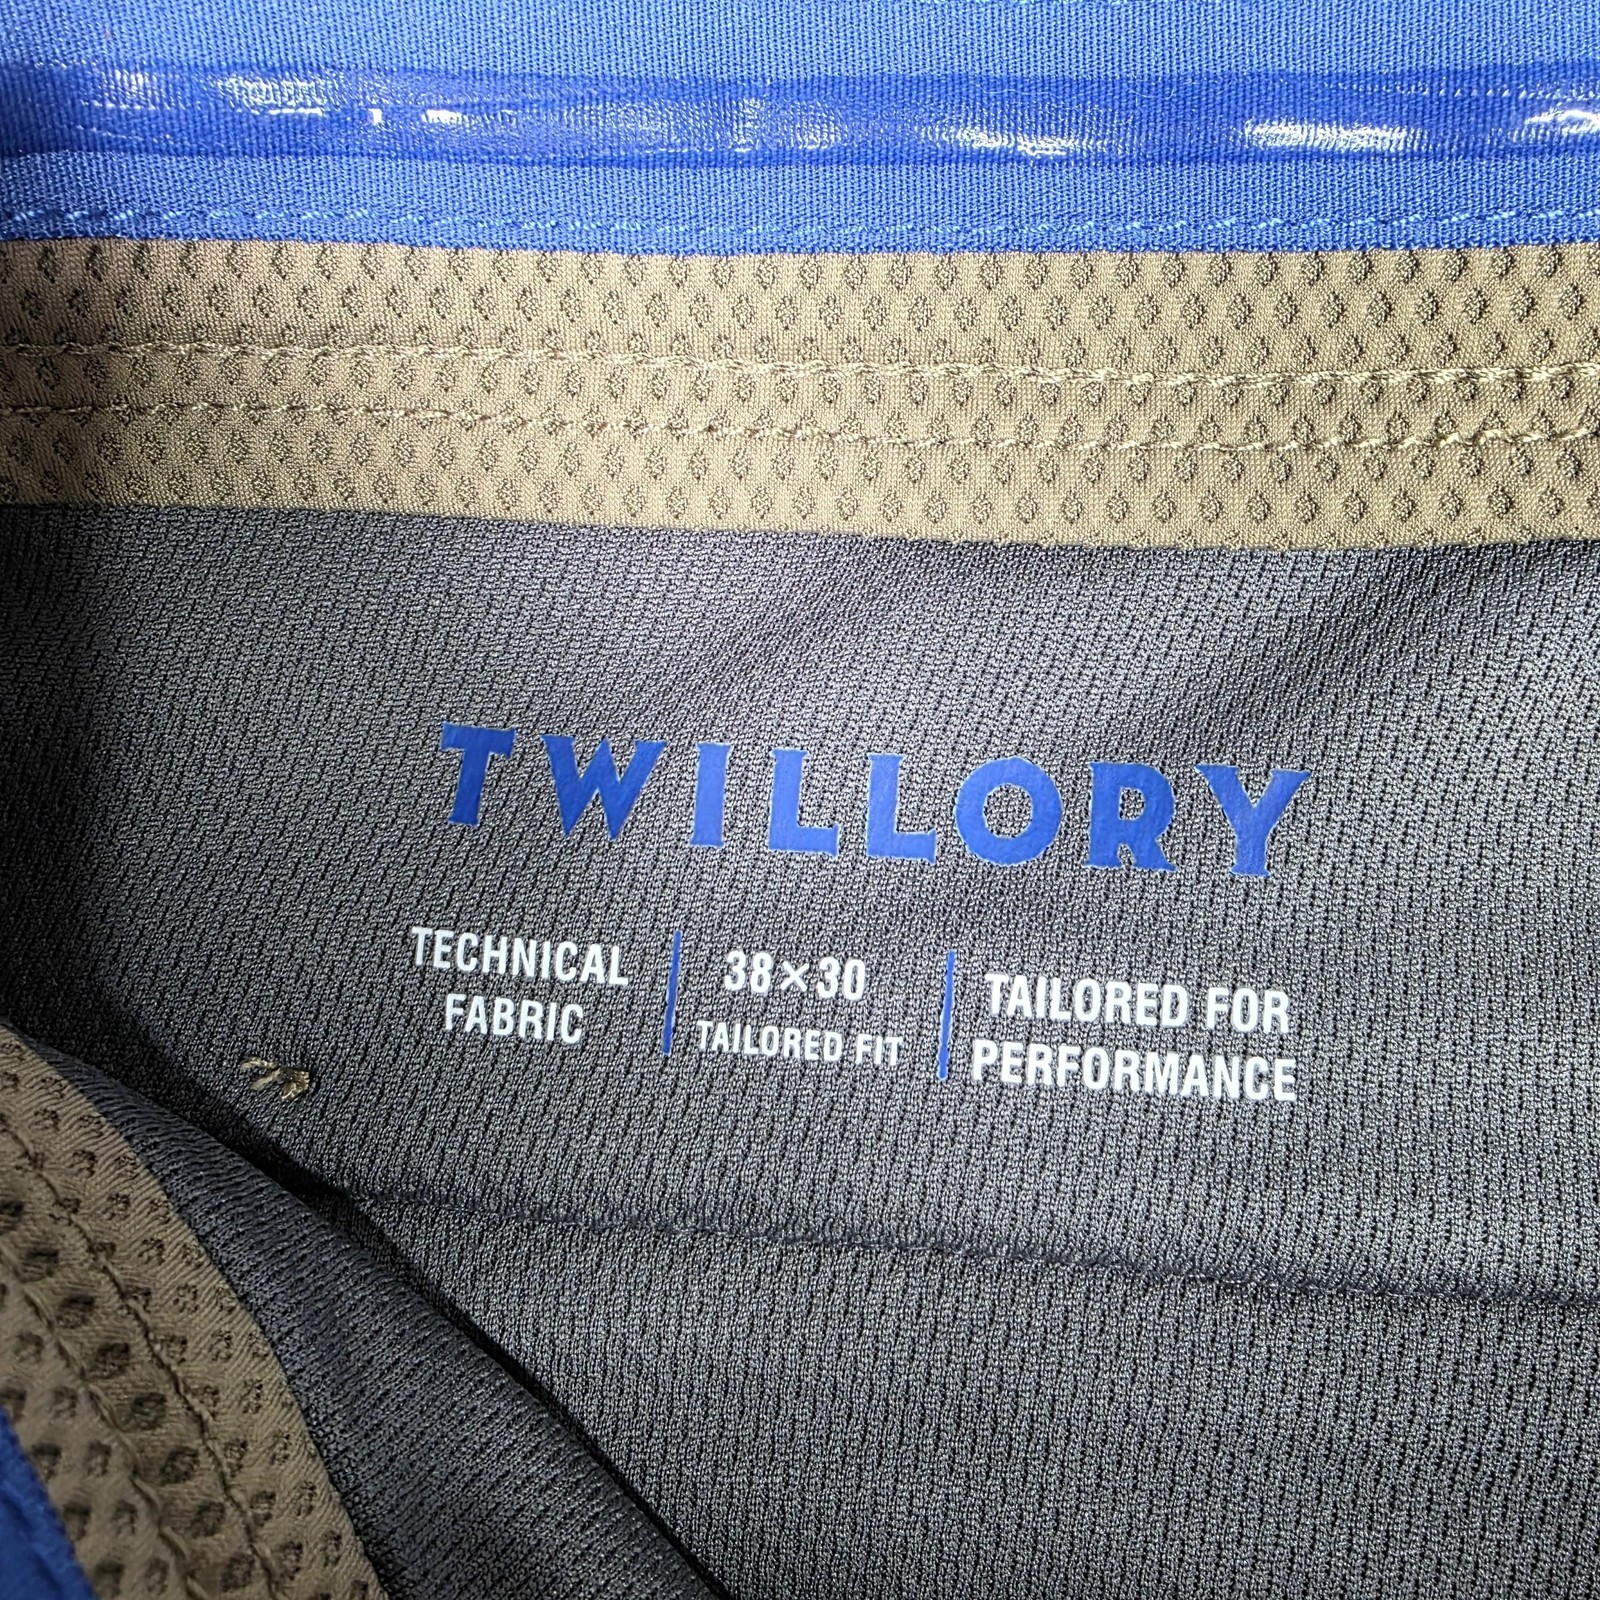 TWILLORY
TECHNICAL
FABRIC
38×30
TAILORED FIT
TAILORED FOR
PERFORMANCE